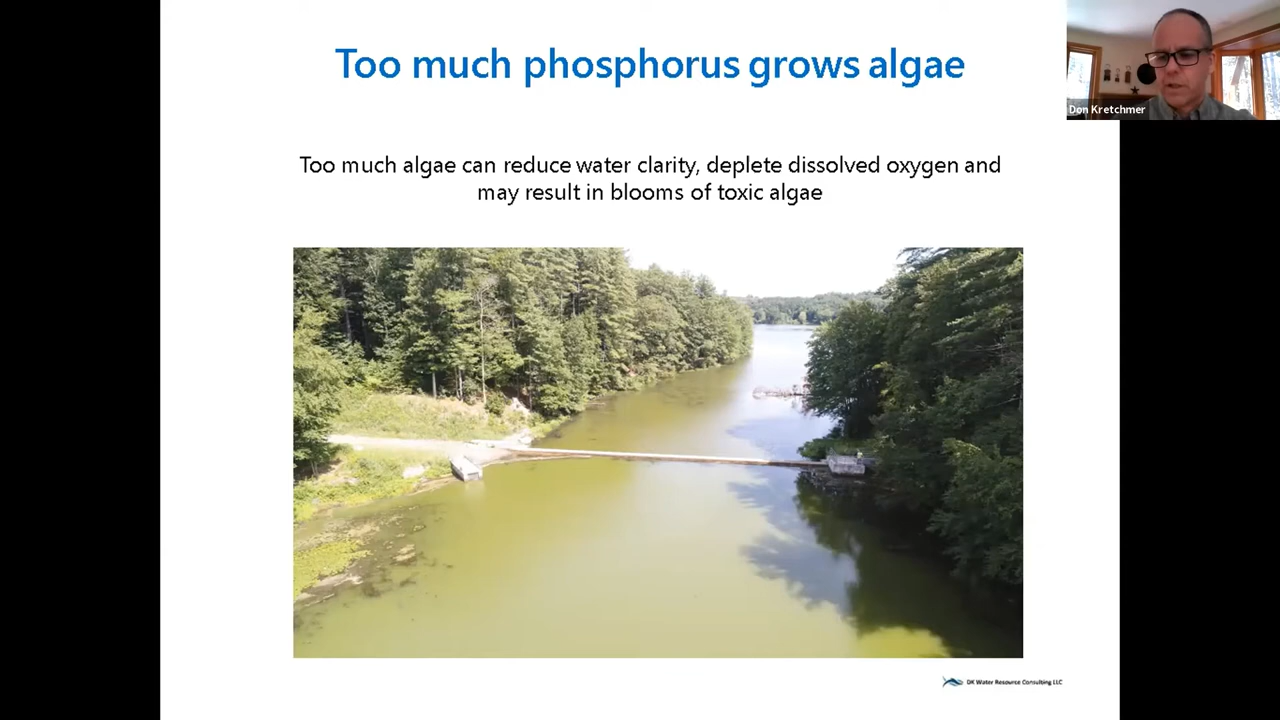 Too much phosphorus grows algae
Don Kretchmer
Too much algae can reduce water clarity, deplete dissolved oxygen and
may result in blooms of toxic algae
DK Water Resource Consulting LLC